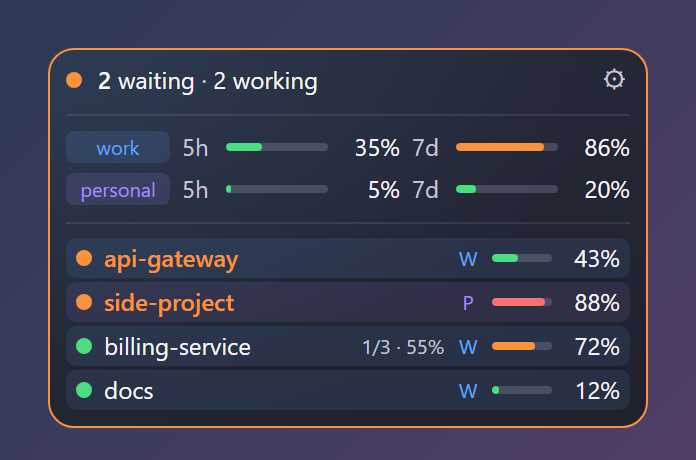 2 waiting · 2 working
work 5h 35% 7d 86%
personal 5h 5% 7d 20%
api-gateway W 43%
side-project P 88%
billing-service 1/3 · 55% W 72%
docs W 12%